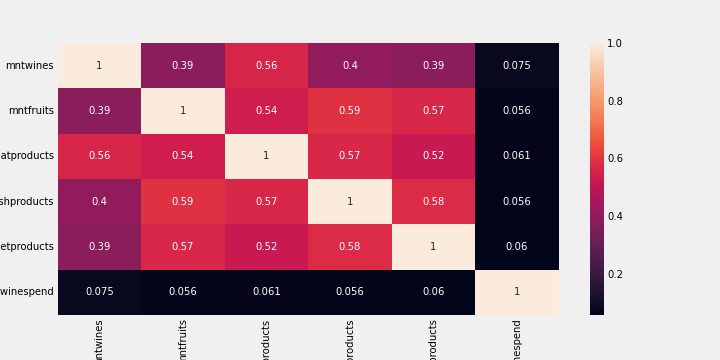 mntwines 1 0.39 0.56 0.4 0.39 0.075
mntfruits 0.39 1 0.54 0.59 0.57 0.056
atproducts 0.56 0.54 1 0.57 0.52 0.061
shproducts 0.4 0.59 0.57 1 0.58 0.056
etproducts 0.39 0.57 0.52 0.58 1 0.06
winespend 0.075 0.056 0.061 0.056 0.06 1
ntwines
ntfruits
products
products
products
nespend
1.0
0.8
0.6
0.4
0.2